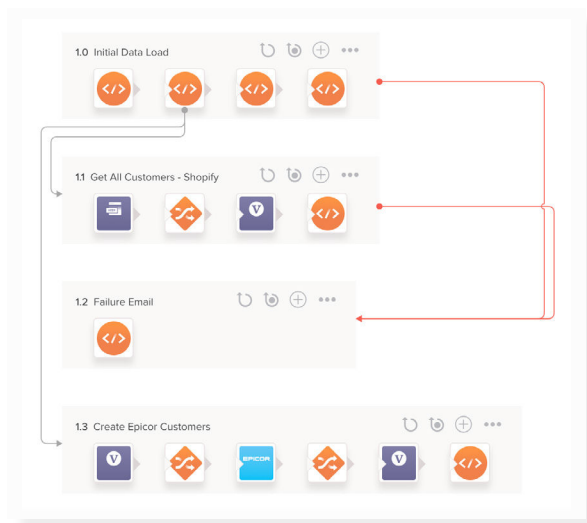 1.0 Initial Data Load
</>
</>
</>
</>
1.1 Get All Customers - Shopify
V
</>
1.2 Failure Email
</>
1.3 Create Epicor Customers
V
EPICOR
V
</>